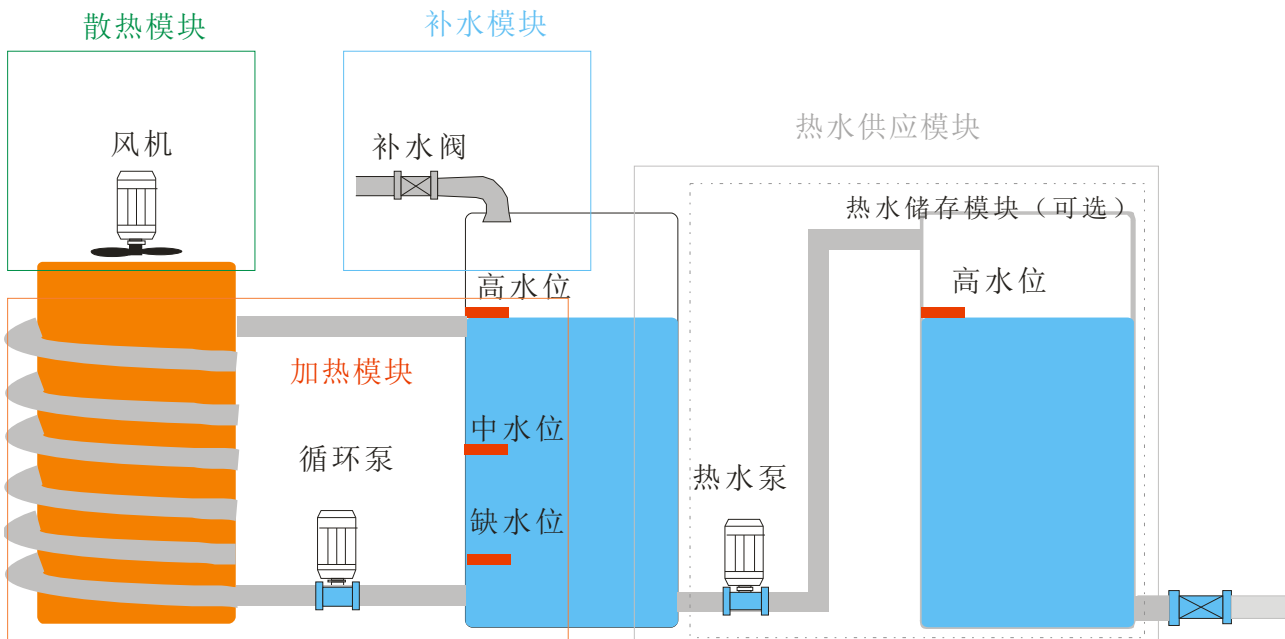 散热模块
补水模块
热水供应模块
风机
补水阀
热水储存模块（可选）
高水位
高水位
加热模块
中水位
循环泵
热水泵
缺水位